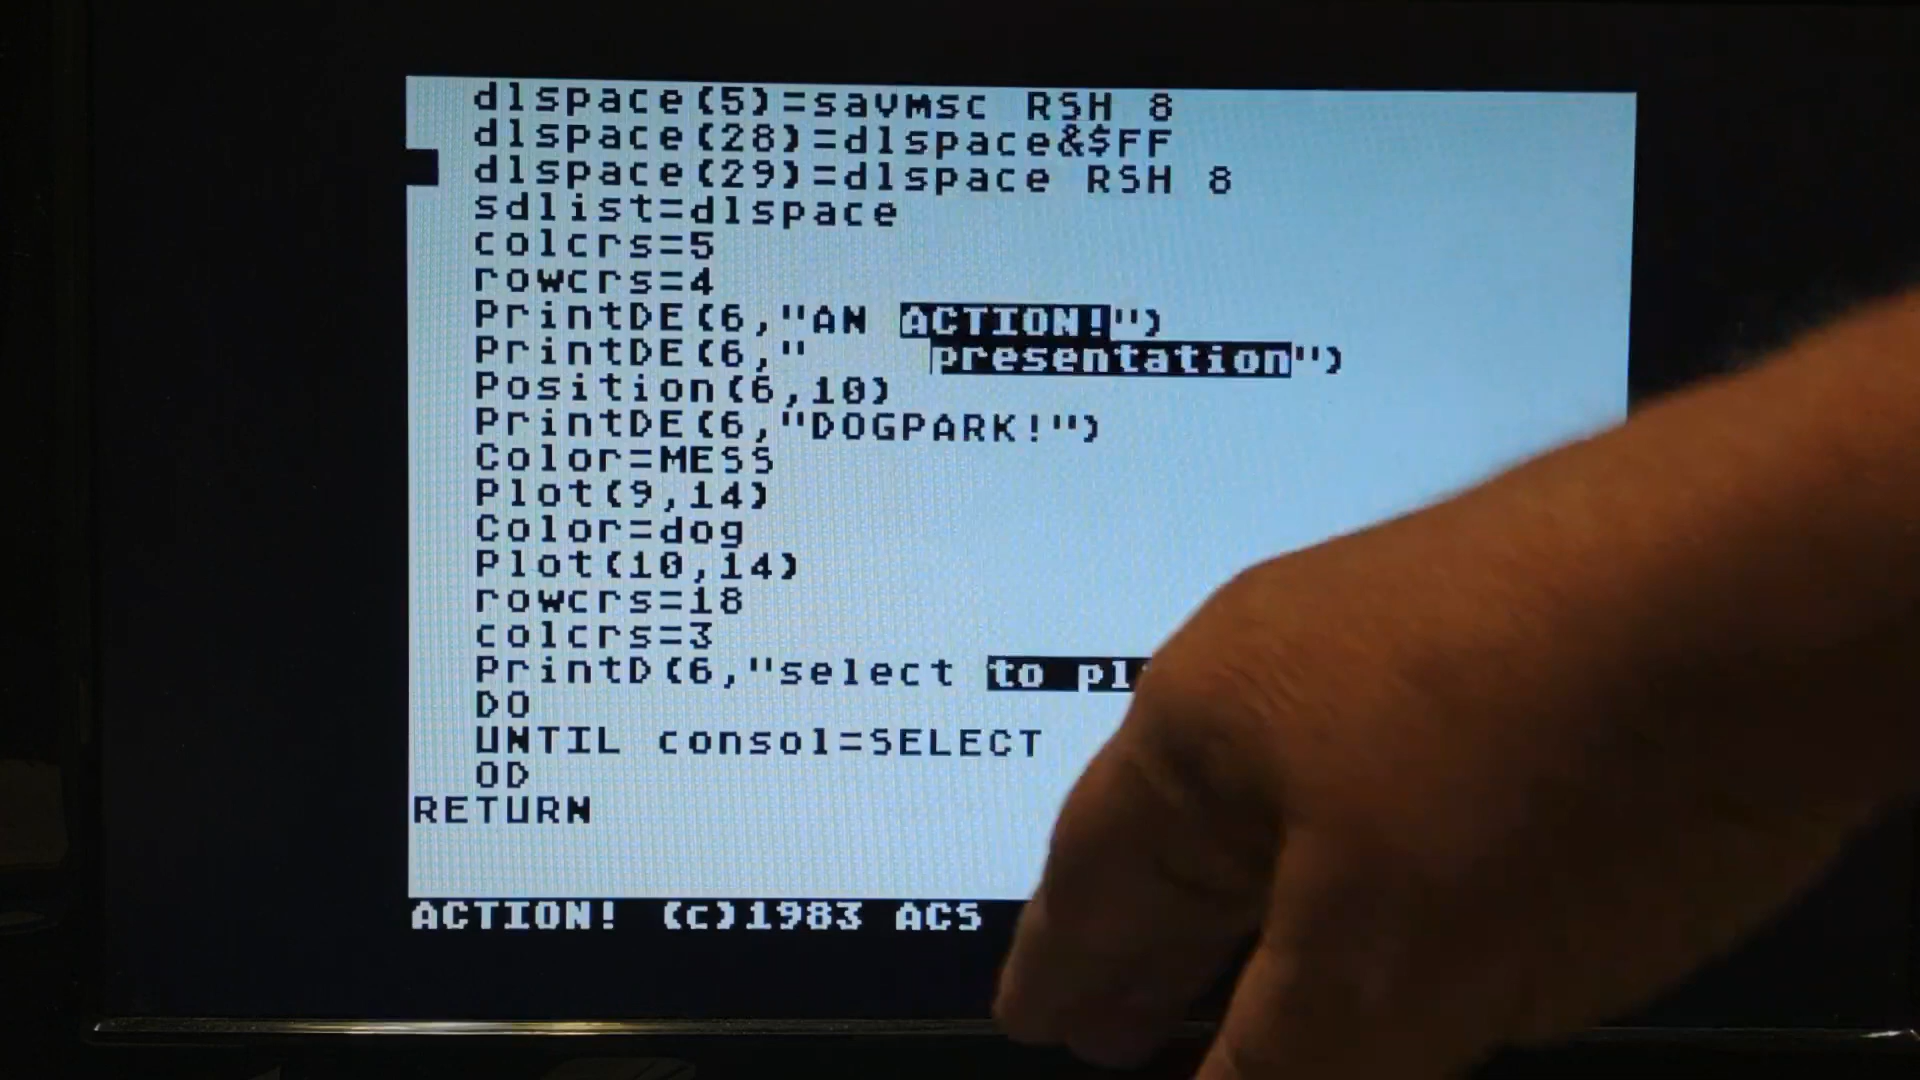 dlspace(5)=savmsc RSH 8
dlspace(28)=dlspace&$FF
dlspace(29)=dlspace RSH 8
sdlist=dlspace
colcrs=5
rowcrs=4
PrintDE(6,"AN ACTION!")
PrintDE(6,"    presentation")
Position(6,10)
PrintDE(6,"DOGPARK!")
Color=MESS
Plot(9,14)
Color=dog
Plot(10,14)
rowcrs=18
colcrs=3
PrintD(6,"select to
DO
UNTIL consol=SELECT
OD
RETURN
ACTION! (c)1983 ACS